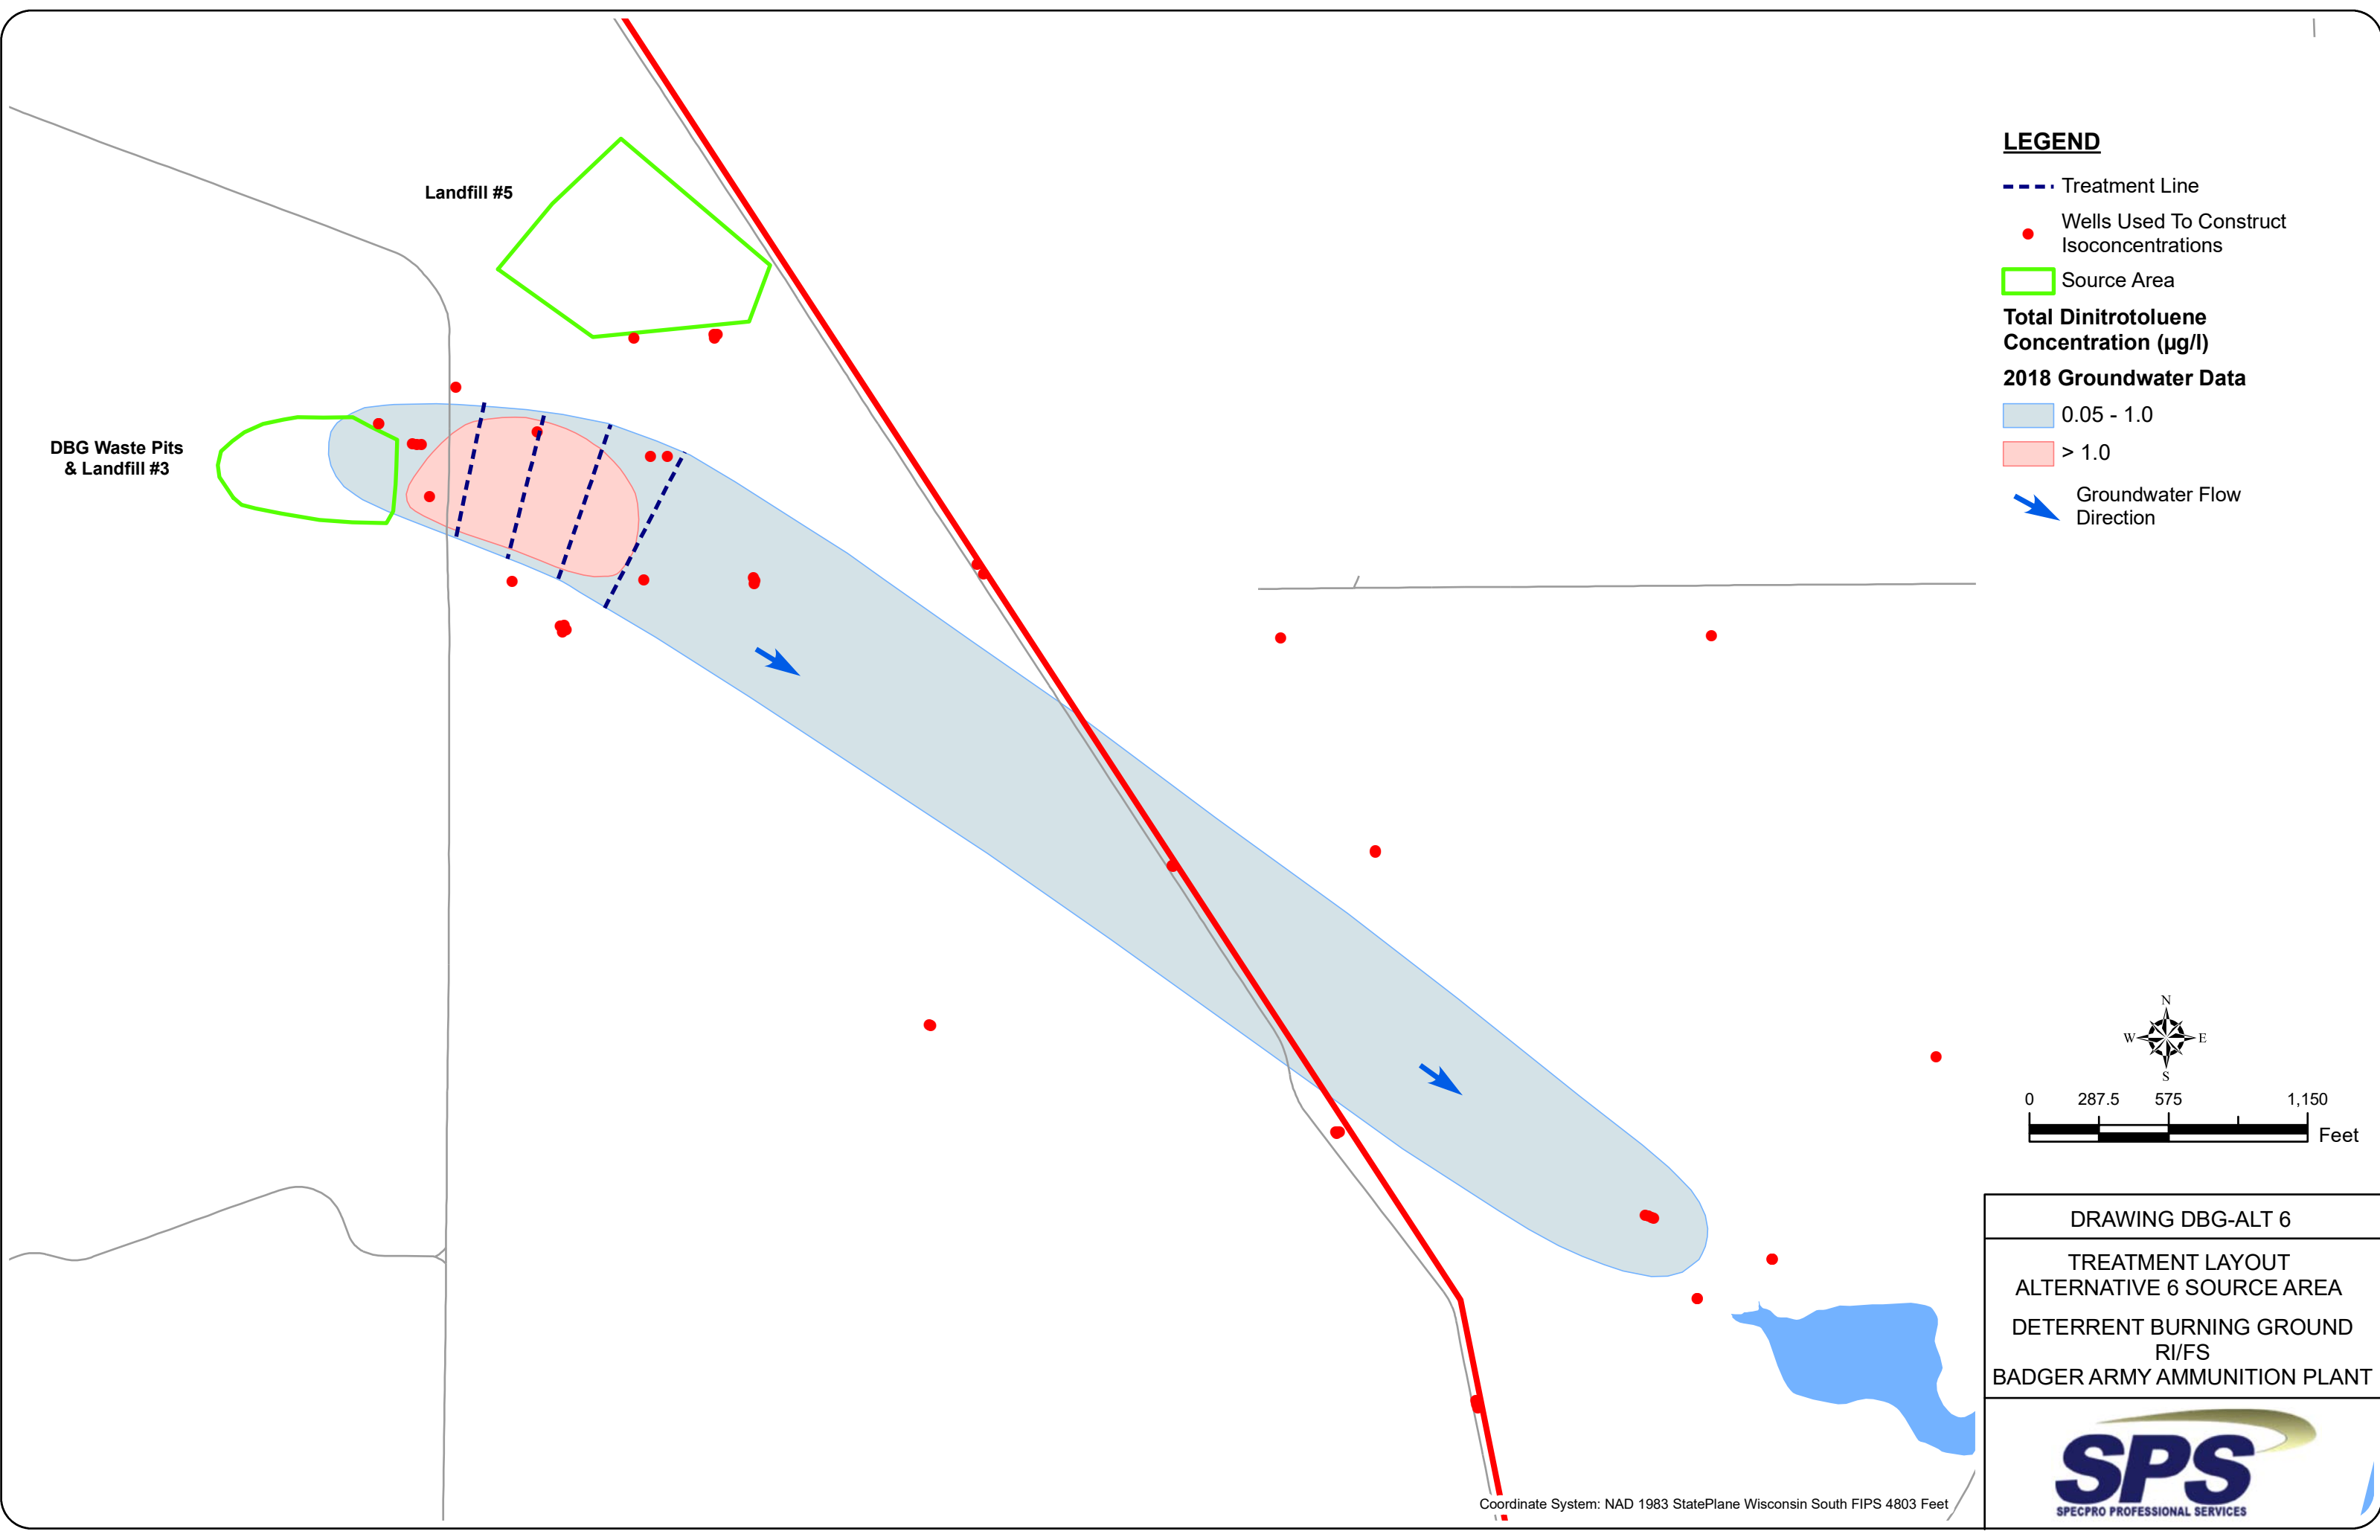 Landfill #5
DBG Waste Pits
& Landfill #3
LEGEND
Treatment Line
Wells Used To Construct
Isoconcentrations
Source Area
Total Dinitrotoluene
Concentration (µg/l)
2018 Groundwater Data
0.05 - 1.0
> 1.0
Groundwater Flow
Direction
N
W E
S
0 287.5 575 1,150
Feet
DRAWING DBG-ALT 6
TREATMENT LAYOUT
ALTERNATIVE 6 SOURCE AREA
DETERRENT BURNING GROUND
RI/FS
BADGER ARMY AMMUNITION PLANT
SPS
SPECPRO PROFESSIONAL SERVICES
Coordinate System: NAD 1983 StatePlane Wisconsin South FIPS 4803 Feet